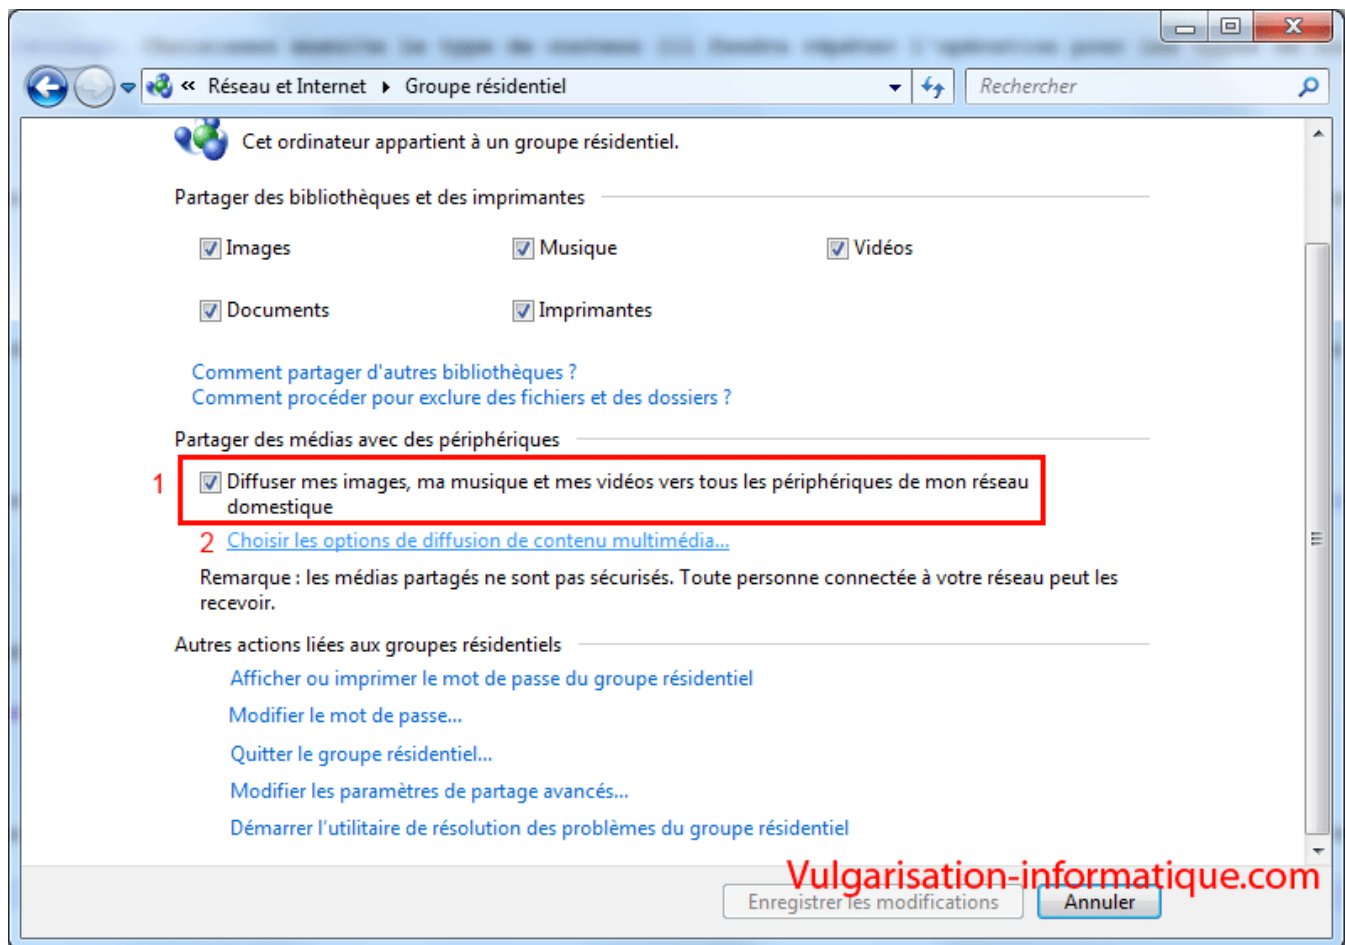 « Réseau et Internet ▸ Groupe résidentiel
Rechercher
Cet ordinateur appartient à un groupe résidentiel.
Partager des bibliothèques et des imprimantes
Images Musique Vidéos
Documents Imprimantes
Comment partager d'autres bibliothèques ?
Comment procéder pour exclure des fichiers et des dossiers ?
Partager des médias avec des périphériques
1 Diffuser mes images, ma musique et mes vidéos vers tous les périphériques de mon réseau
domestique
2 Choisir les options de diffusion de contenu multimédia...
Remarque : les médias partagés ne sont pas sécurisés. Toute personne connectée à votre réseau peut les
recevoir.
Autres actions liées aux groupes résidentiels
Afficher ou imprimer le mot de passe du groupe résidentiel
Modifier le mot de passe...
Quitter le groupe résidentiel...
Modifier les paramètres de partage avancés...
Démarrer l'utilitaire de résolution des problèmes du groupe résidentiel
Vulgarisation-informatique.com
Enregistrer les modifications Annuler